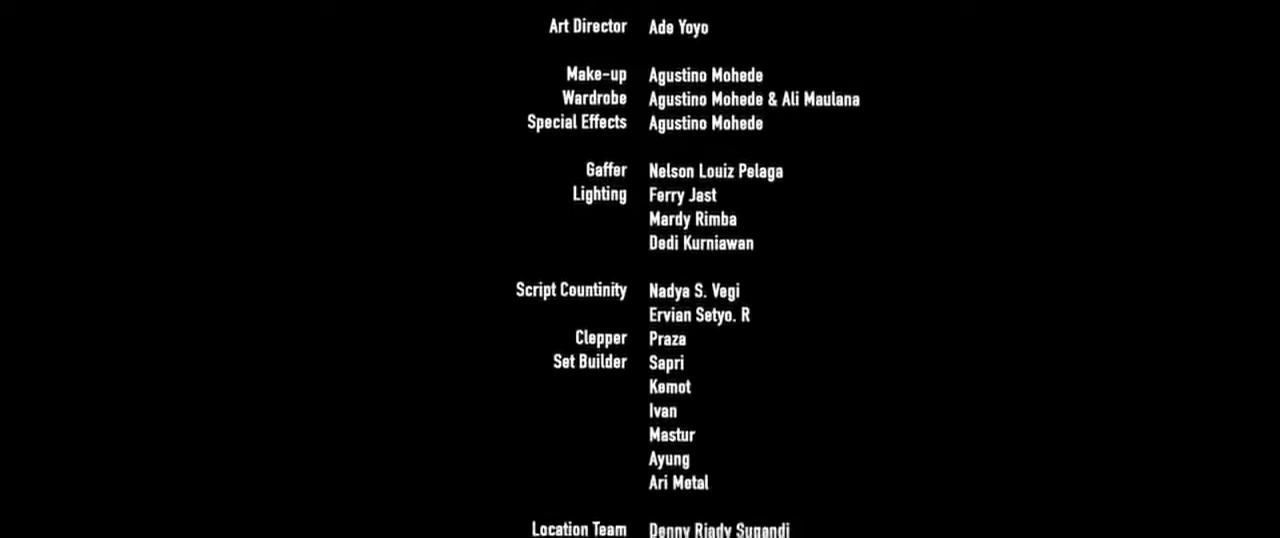 Art Director Ade Yoyo
Make-up Agustino Mohede
Wardrobe Agustino Mohede & Ali Maulana
Special Effects Agustino Mohede
Gaffer Nelson Louiz Pelaga
Lighting Ferry Jast
Mardy Rimba
Dedi Kurniawan
Script Countinity Nadya S. Vegi
Ervian Setyo. R
Clepper Praza
Set Builder Sapri
Kemot
Ivan
Mastur
Ayung
Ari Metal
Location Team Denny Riady Sugandi